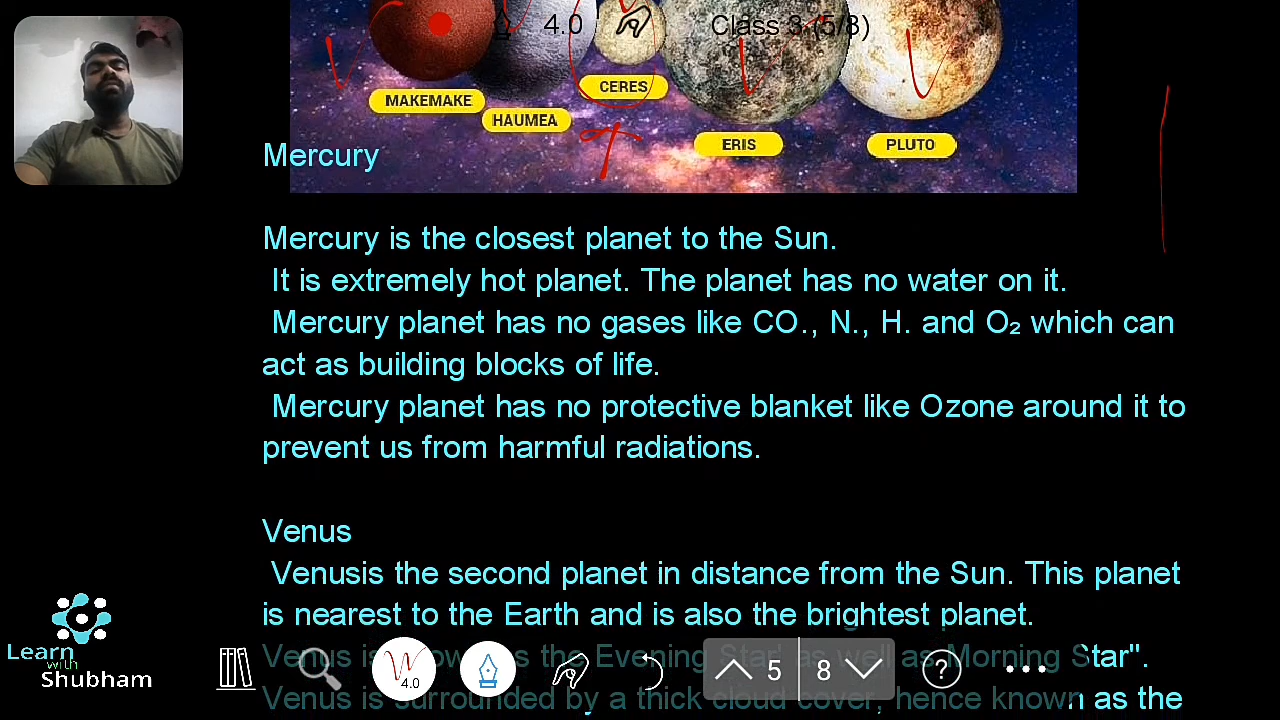 4.0 Class 3 (5/8)
CERES
MAKEMAKE
HAUMEA
ERIS
PLUTO
Mercury
Mercury is the closest planet to the Sun.
It is extremely hot planet. The planet has no water on it.
Mercury planet has no gases like CO., N., H. and O₂ which can
act as building blocks of life.
Mercury planet has no protective blanket like Ozone around it to
prevent us from harmful radiations.
Venus
Venusis the second planet in distance from the Sun. This planet
is nearest to the Earth and is also the brightest planet.
Venus is known as the Evening Star' as well as Morning Star".
Venus is surrounded by a thick cloud cover, hence known as the
Learn
with
Shubham
4.0
5
8
?